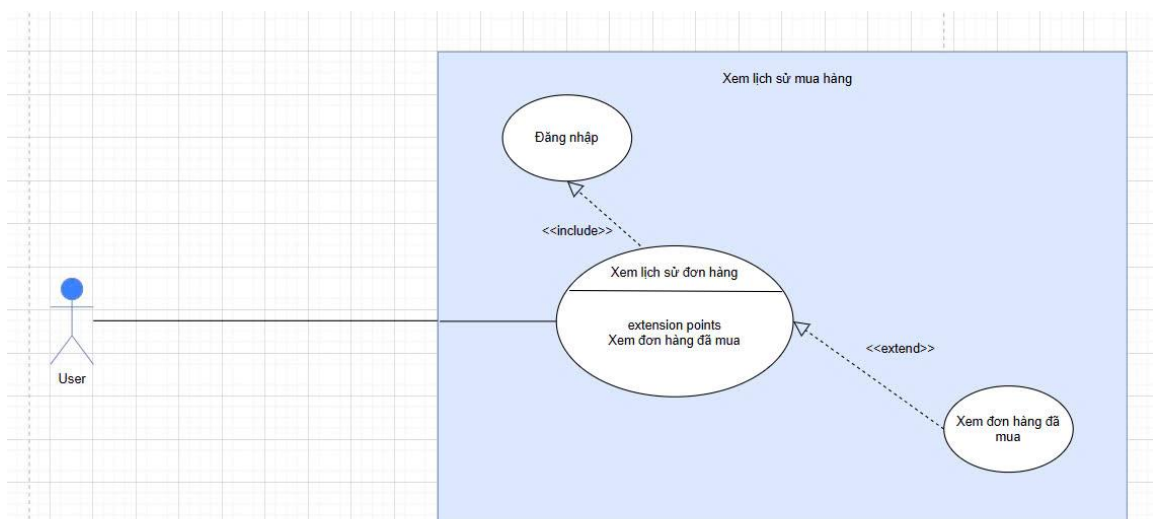 Xem lịch sử mua hàng
Đăng nhập
<<include>>
Xem lịch sử đơn hàng
extension points
Xem đơn hàng đã mua
<<extend>>
User
Xem đơn hàng đã
mua